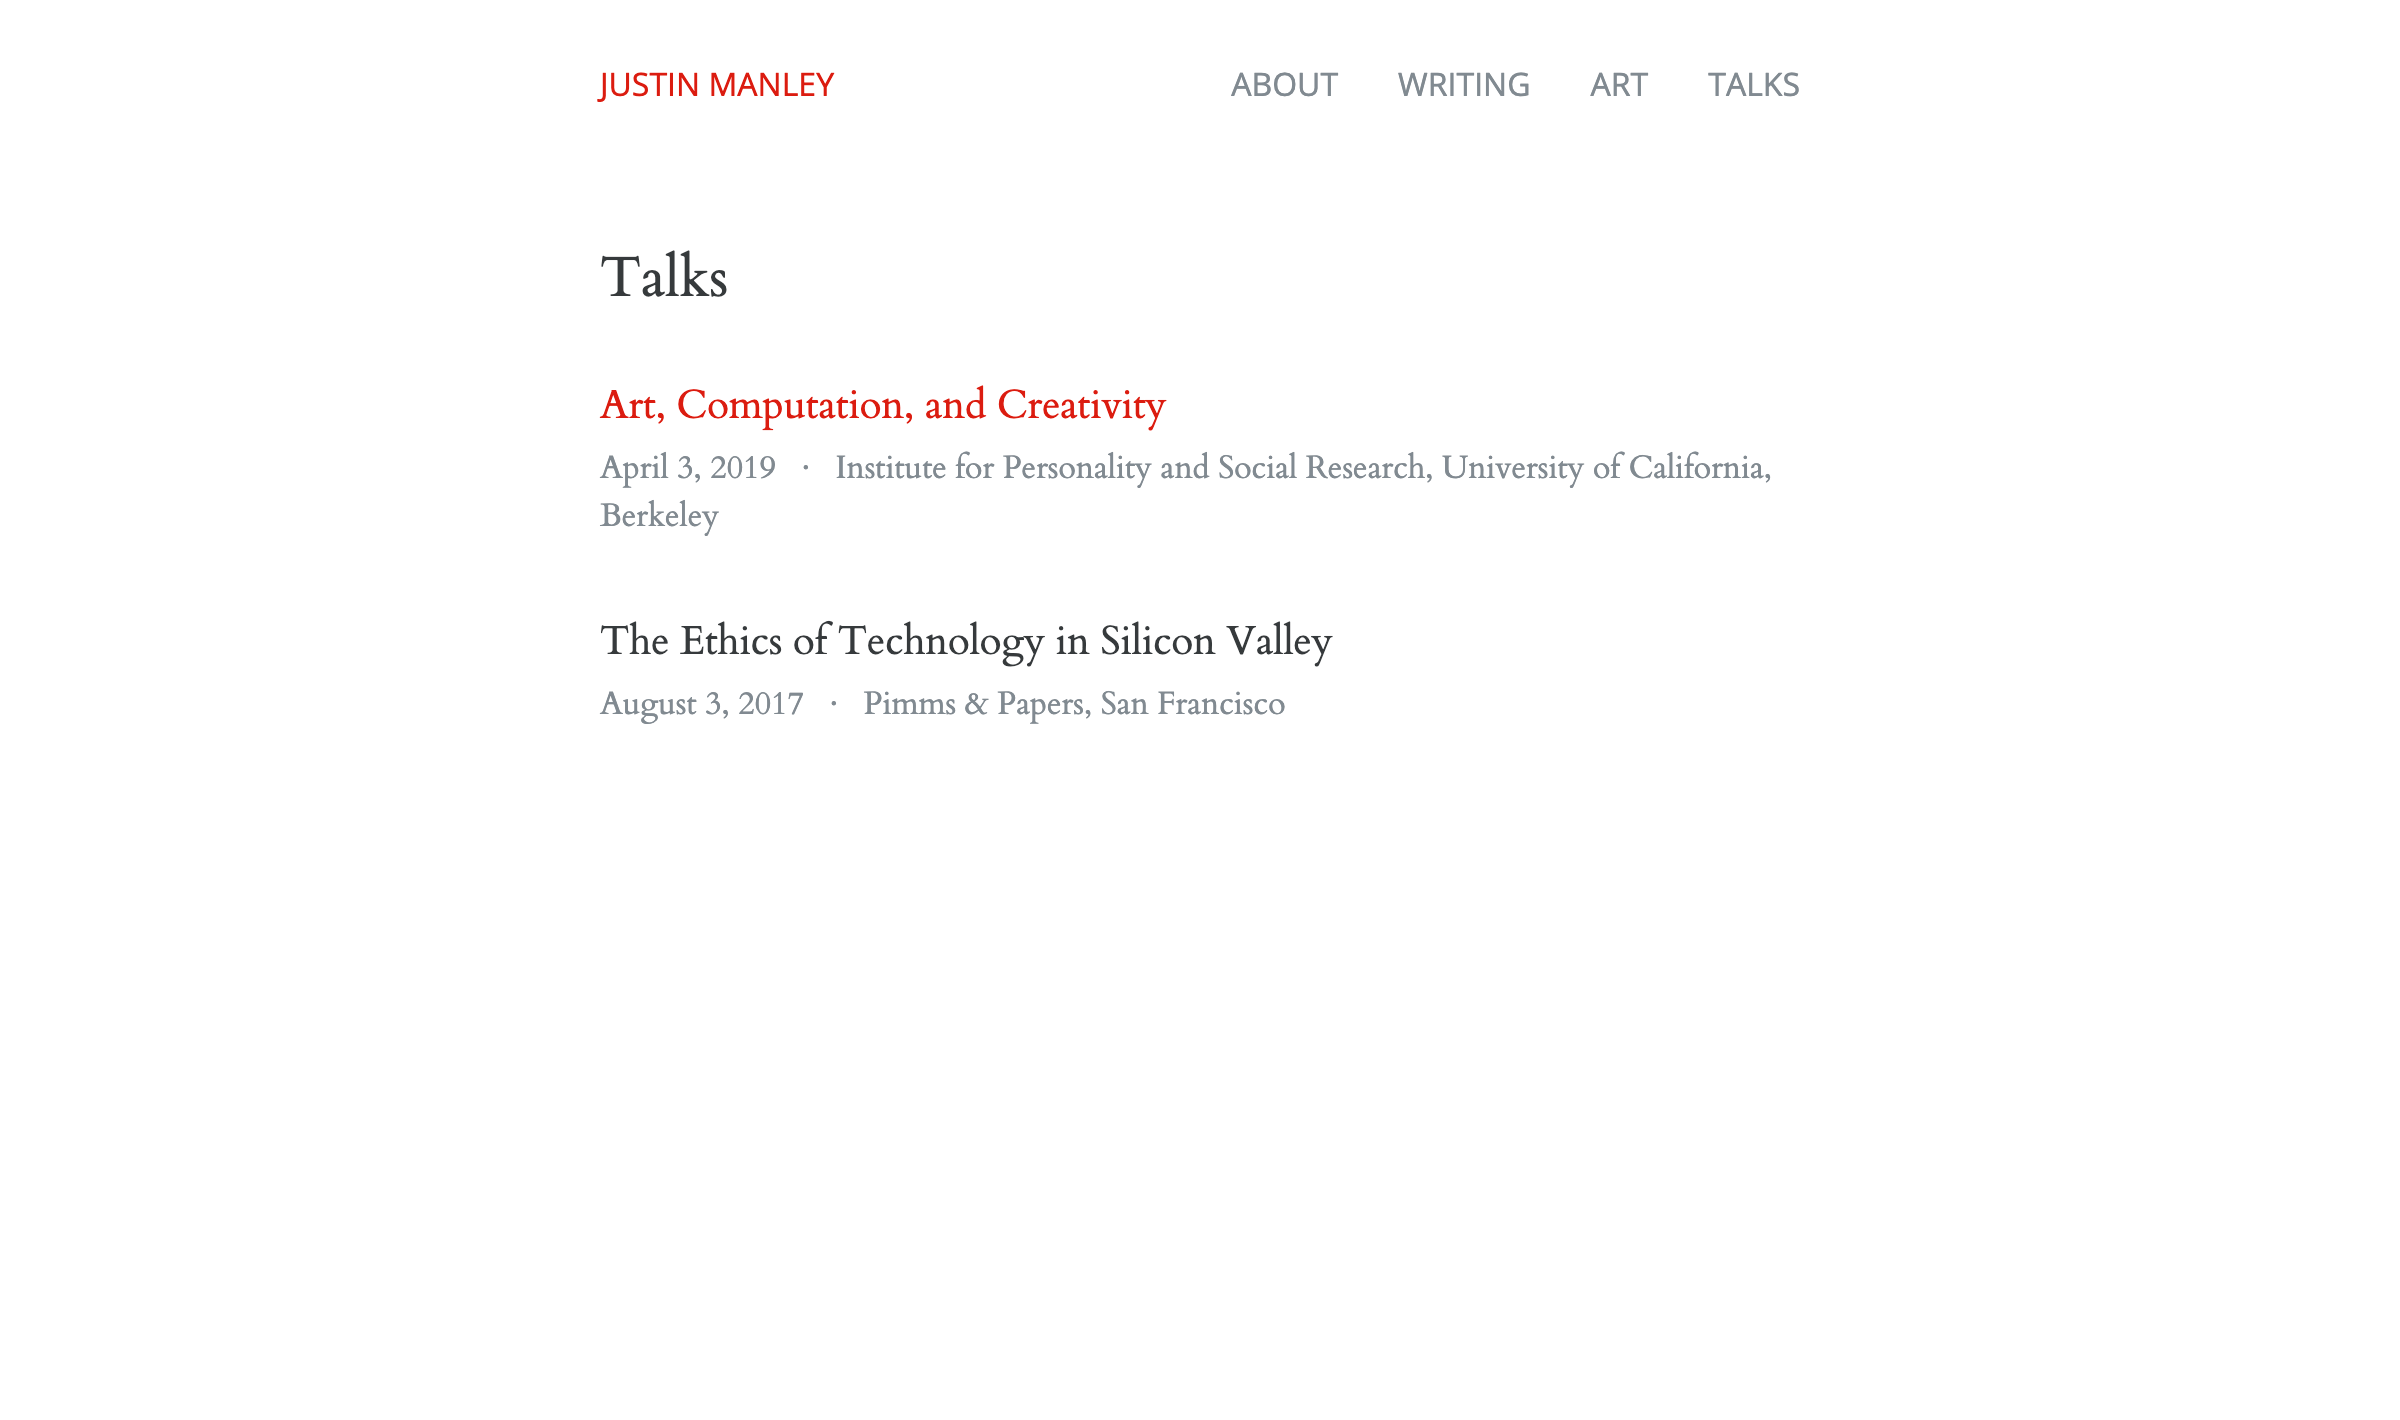 JUSTIN MANLEY
ABOUT WRITING ART TALKS
Talks
Art, Computation, and Creativity
April 3, 2019 · Institute for Personality and Social Research, University of California,
Berkeley
The Ethics of Technology in Silicon Valley
August 3, 2017 · Pimms & Papers, San Francisco